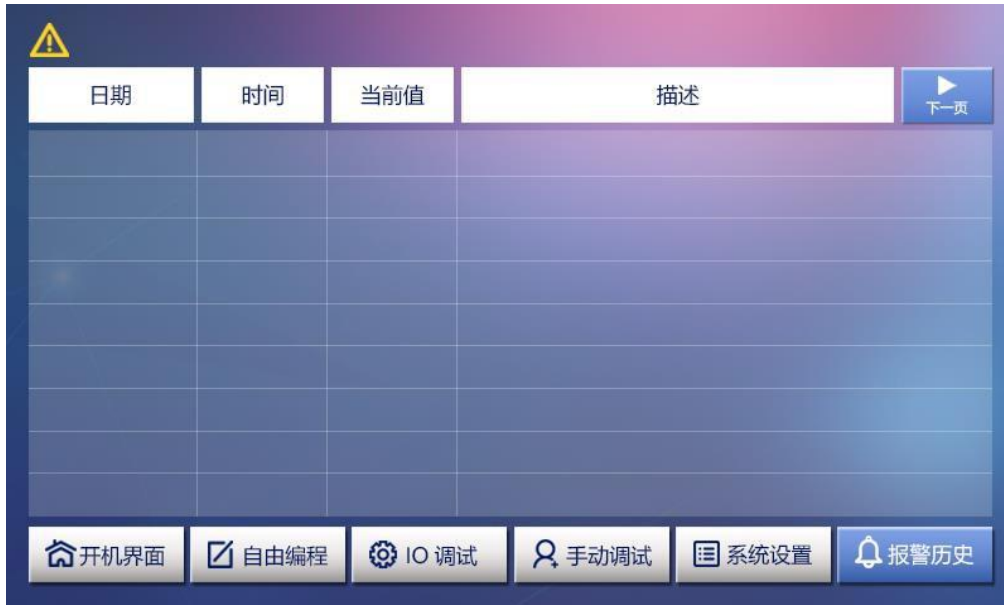 日期 时间 当前值 描述
下一页
开机界面 自由编程 IO 调试 手动调试 系统设置 报警历史